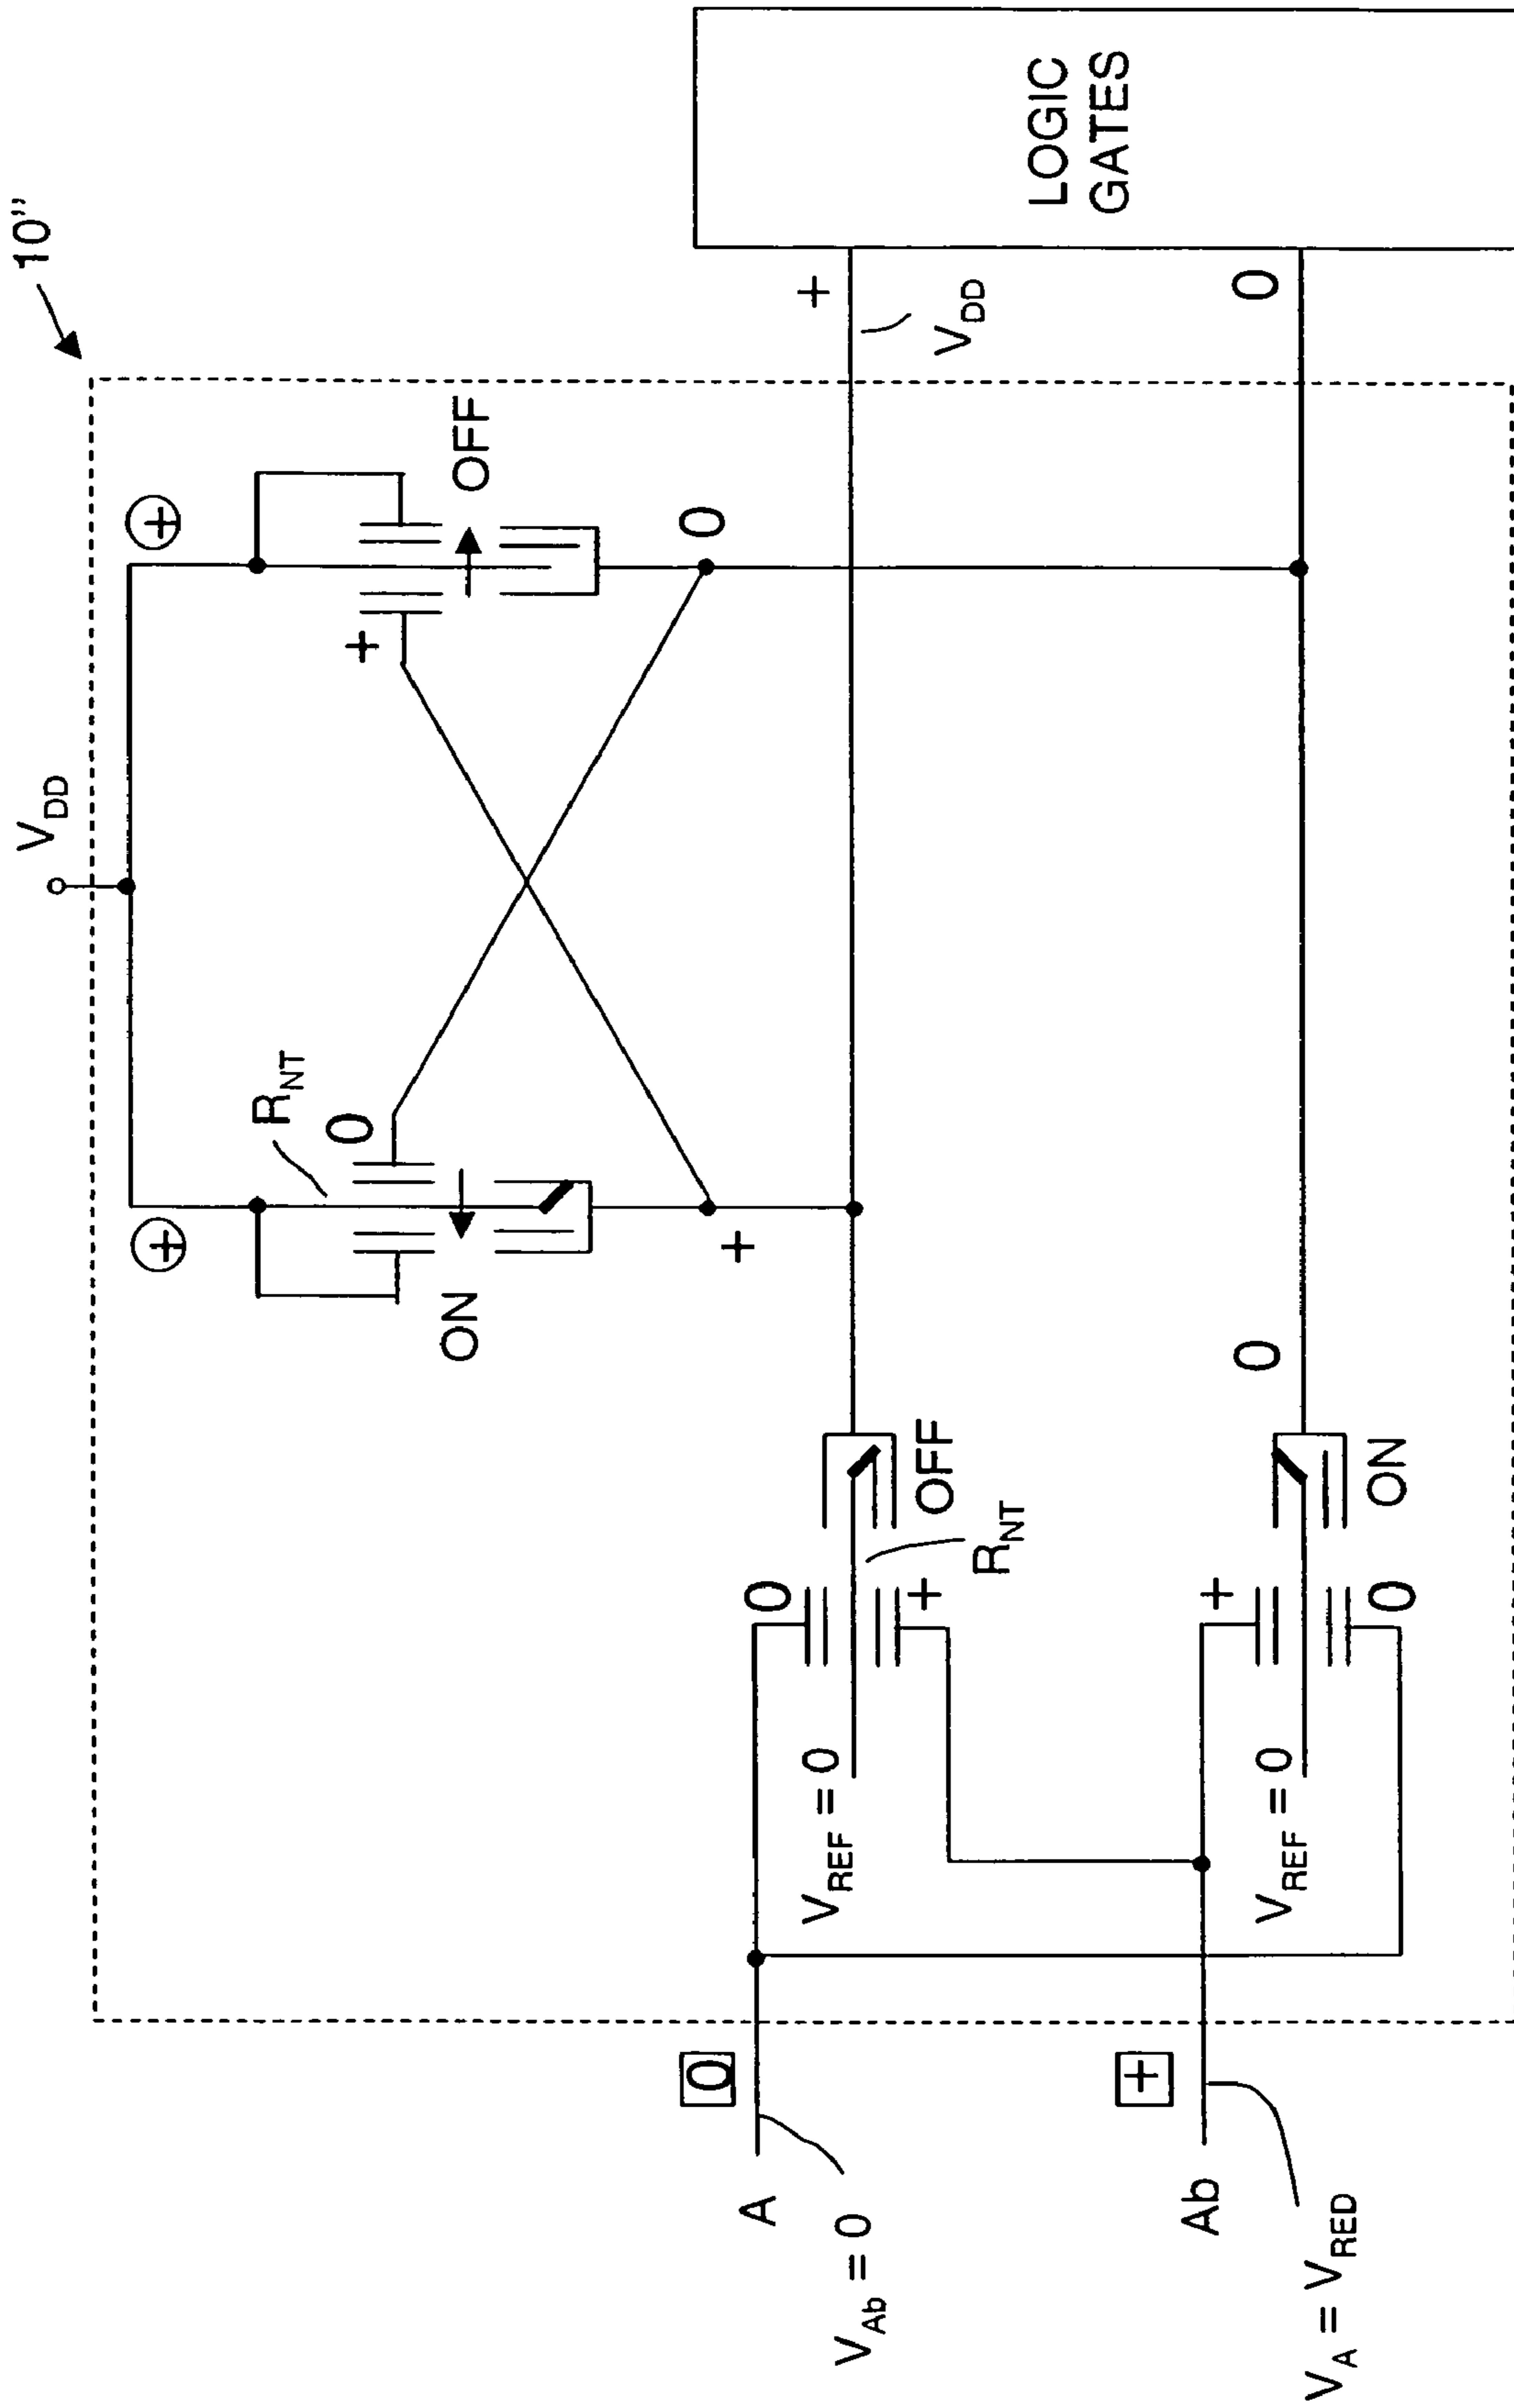 10”
V_DD
⊕
⊕
R_NT
0
+
ON
OFF
+
0
+
V_DD
0
LOGIC
GATES
A
0
V_Ab = 0
0
V_REF = 0
+
OFF
R_NT
Ab
+
V_A = V_RED
+
V_REF = 0
0
ON
0